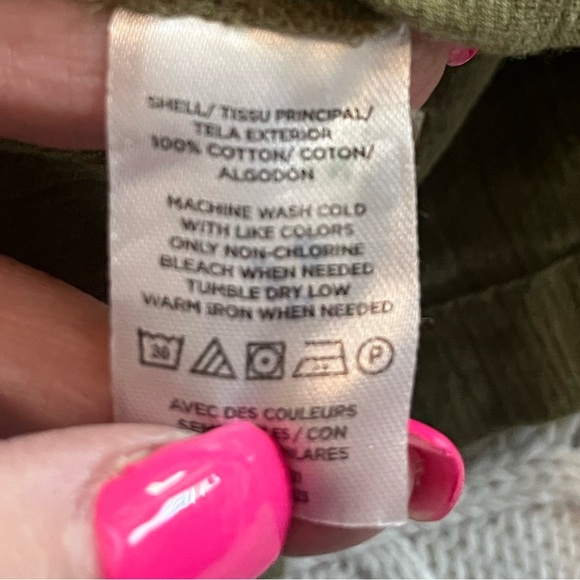 SHELL/ TISSU PRINCIPAL/
TELA EXTERIOR
100% COTTON/ COTON/
ALGODÓN
MACHINE WASH COLD
WITH LIKE COLORS
ONLY NON-CHLORINE
BLEACH WHEN NEEDED
TUMBLE DRY LOW
WARM IRON WHEN NEEDED
30 P
AVEC DES COULEURS
/ CON